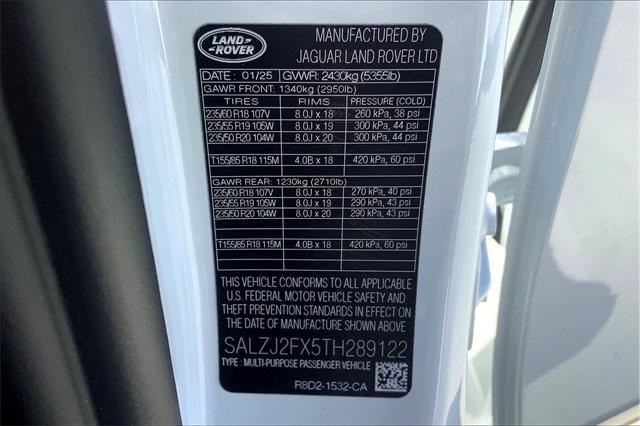 LAND-
-ROVER
MANUFACTURED BY
JAGUAR LAND ROVER LTD
DATE : 01/25 GVWR: 2430kg (5355lb)
GAWR FRONT: 1340kg (2950lb)
TIRES RIMS PRESSURE (COLD)
235/60 R18 107V 8.0J x 18 260 kPa, 38 psi
235/55 R19 105W 8.0J x 19 300 kPa, 44 psi
235/50 R20 104W 8.0J x 20 300 kPa, 44 psi
T155/85 R18 115M 4.0B x 18 420 kPa, 60 psi
GAWR REAR: 1230kg (2710lb)
235/60 R18 107V 8.0J x 18 270 kPa, 40 psi
235/55 R19 105W 8.0J x 19 290 kPa, 43 psi
235/50 R20 104W 8.0J x 20 290 kPa, 43 psi
T155/85 R18 115M 4.0B x 18 420 kPa, 60 psi
THIS VEHICLE CONFORMS TO ALL APPLICABLE
U.S. FEDERAL MOTOR VEHICLE SAFETY AND
THEFT PREVENTION STANDARDS IN EFFECT ON
THE DATE OF MANUFACTURE SHOWN ABOVE
SALZJ2FX5TH289122
TYPE : MULTI-PURPOSE PASSENGER VEHICLE
R8D2-1532-CA